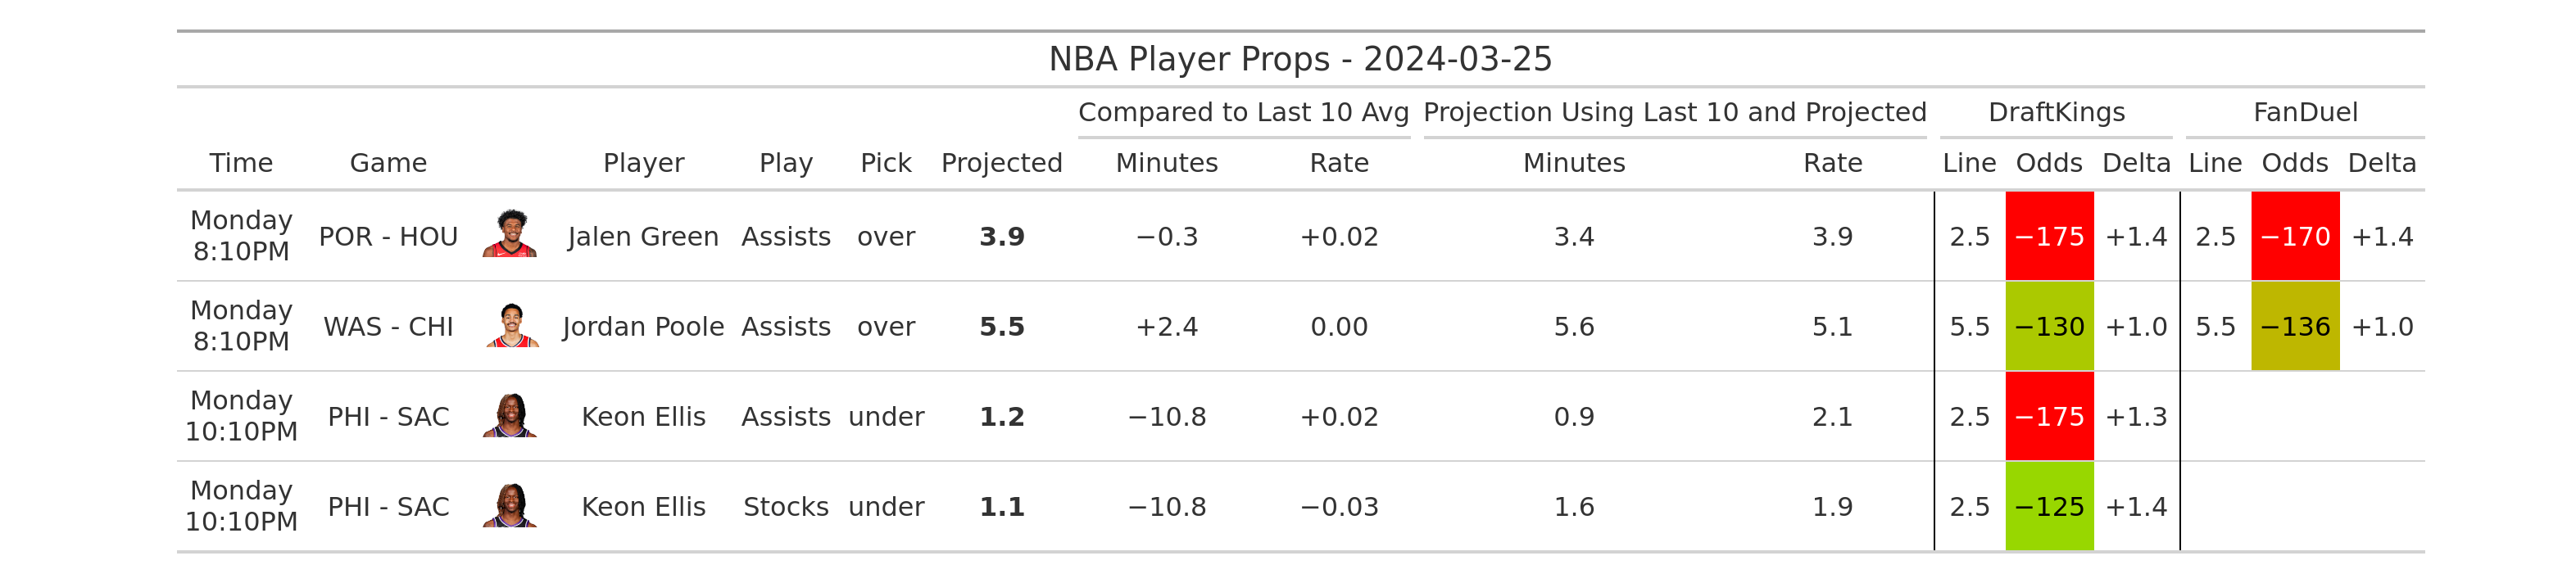 NBA Player Props - 2024-03-25
Compared to Last 10 Avg Projection Using Last 10 and Projected DraftKings FanDuel
Time Game Player Play Pick Projected Minutes Rate Minutes Rate Line Odds Delta Line Odds Delta
Monday
8:10PM POR - HOU Jalen Green Assists over 3.9 −0.3 +0.02 3.4 3.9 2.5 −175 +1.4 2.5 −170 +1.4
Monday
8:10PM WAS - CHI Jordan Poole Assists over 5.5 +2.4 0.00 5.6 5.1 5.5 −130 +1.0 5.5 −136 +1.0
Monday
10:10PM PHI - SAC Keon Ellis Assists under 1.2 −10.8 +0.02 0.9 2.1 2.5 −175 +1.3
Monday
10:10PM PHI - SAC Keon Ellis Stocks under 1.1 −10.8 −0.03 1.6 1.9 2.5 −125 +1.4